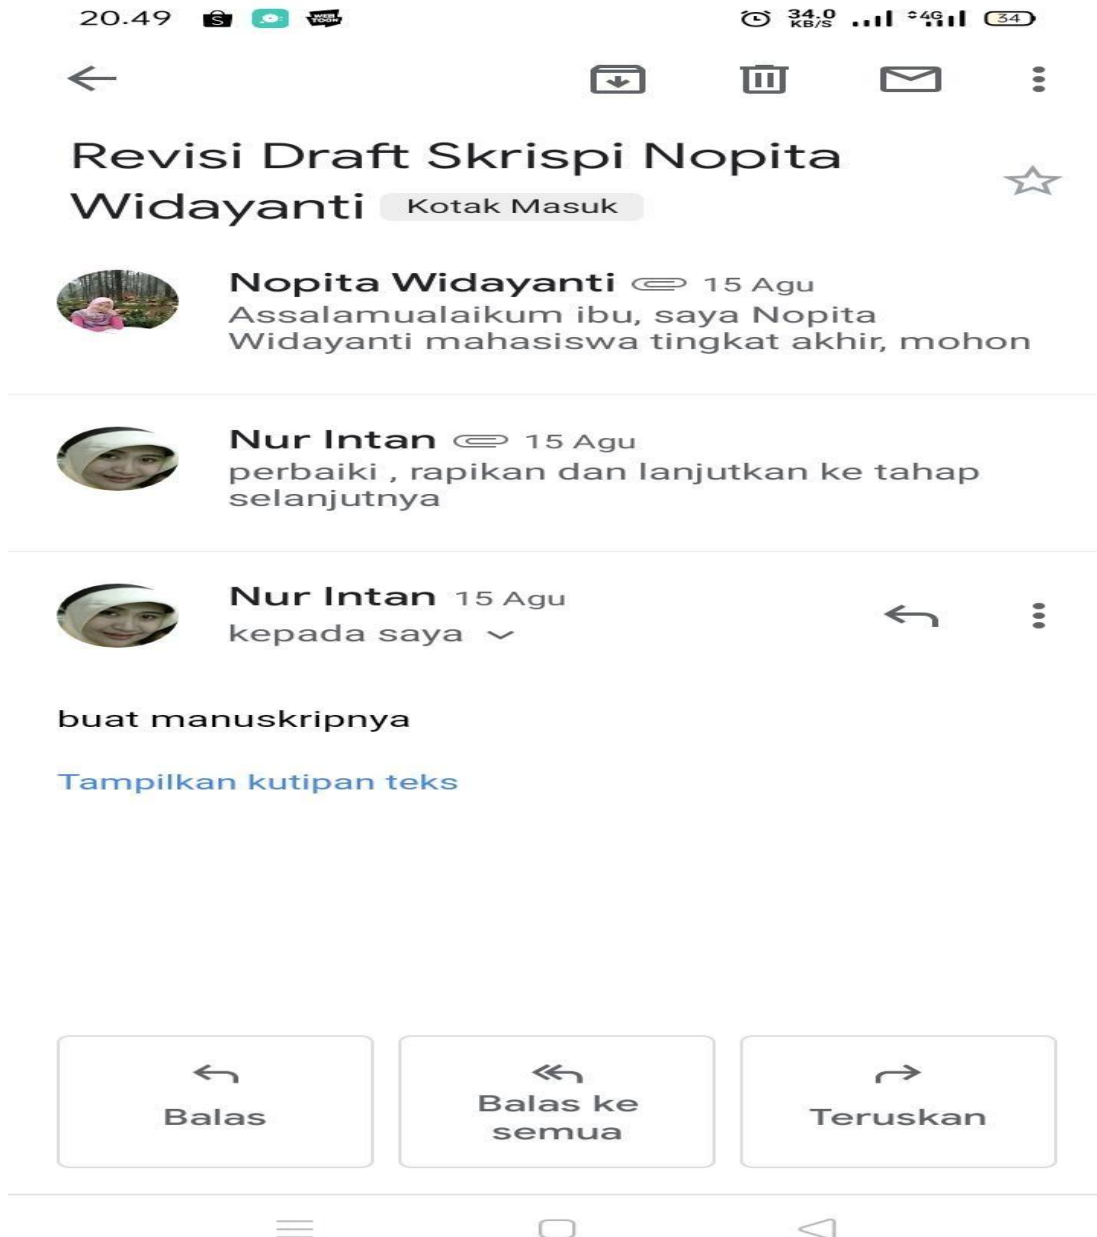 20.49 S WEB TOON 34.0 KB/S 4G 34
Revisi Draft Skrispi Nopita
Widayanti Kotak Masuk
Nopita Widayanti 15 Agu
Assalamualaikum ibu, saya Nopita
Widayanti mahasiswa tingkat akhir, mohon
Nur Intan 15 Agu
perbaiki , rapikan dan lanjutkan ke tahap
selanjutnya
Nur Intan 15 Agu
kepada saya
buat manuskripnya
Tampilkan kutipan teks
Balas
Balas ke
semua
Teruskan